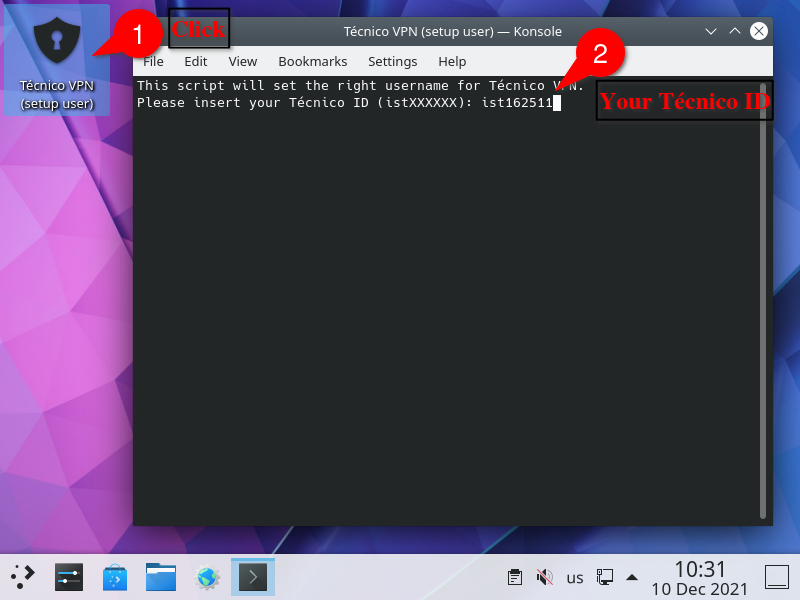 1
Click
Técnico VPN
(setup user)
Técnico VPN (setup user) — Konsole
2
File Edit View Bookmarks Settings Help
This script will set the right username for Técnico VPN.
Please insert your Técnico ID (istXXXXXX): ist162511
Your Técnico ID
us
10:31
10 Dec 2021